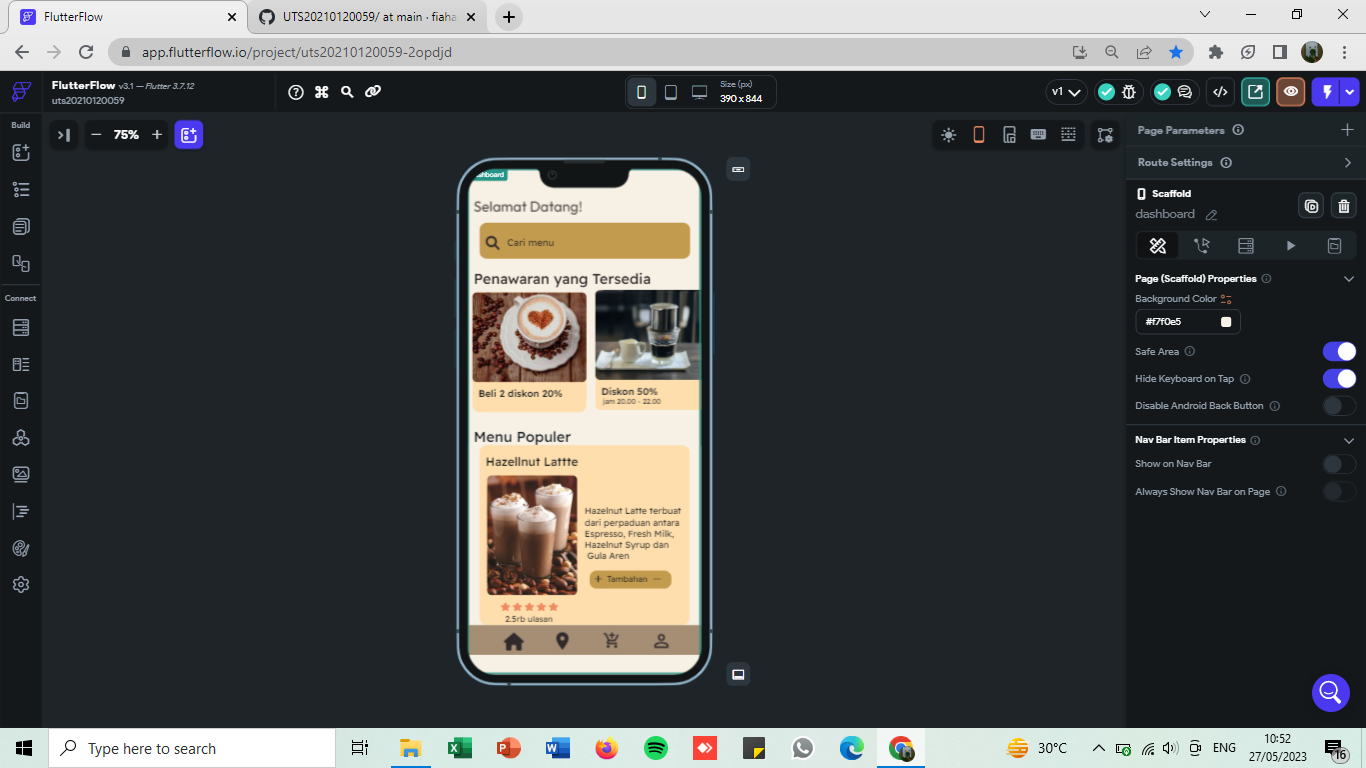 FlutterFlow
UTS20210120059/ at main · fiaha
app.flutterflow.io/project/uts20210120059-2opdjd
FlutterFlow v3.1 — Flutter 3.7.12
uts20210120059
Size (px)
390 x 844
v1
Build
75%
Connect
Page Parameters
Route Settings
Scaffold
dashboard
Page (Scaffold) Properties
Background Color
#f7f0e5
Safe Area
Hide Keyboard on Tap
Disable Android Back Button
Nav Bar Item Properties
Show on Nav Bar
Always Show Nav Bar on Page
shboard
Selamat Datang!
Cari menu
Penawaran yang Tersedia
Beli 2 diskon 20%
Diskon 50%
jam 20.00 - 22.00
Menu Populer
Hazellnut Lattte
Hazelnut Latte terbuat
dari perpaduan antara
Espresso, Fresh Milk,
Hazelnut Syrup dan
Gula Aren
+ Tambahan —
2.5rb ulasan
Type here to search
30°C
ENG
10:52
27/05/2023
16